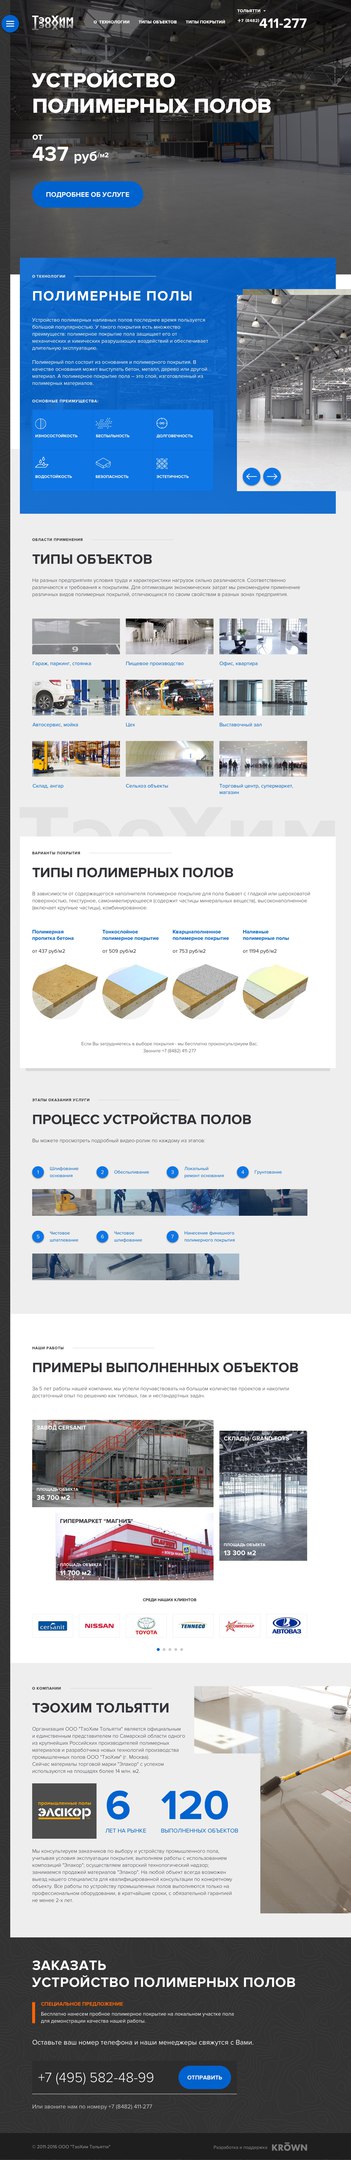 ТэоХим
О ТЕХНОЛОГИИ
ТИПЫ ОБЪЕКТОВ
ТИПЫ ПОКРЫТИЙ
ТОЛЬЯТТИ
+7 (8482) 411-277
УСТРОЙСТВО
ПОЛИМЕРНЫХ ПОЛОВ
ОТ
437 руб/м2
ПОДРОБНЕЕ ОБ УСЛУГЕ
О ТЕХНОЛОГИИ
ПОЛИМЕРНЫЕ ПОЛЫ
Устройство полимерных наливных полов последнее время пользуется
большой популярностью. У такого покрытия есть множество
преимуществ: полимерное покрытие пола защищает его от
механических и химических разрушающих воздействий и обеспечивает
длительную эксплуатацию.
Полимерный пол состоит из основания и полимерного покрытия. В
качестве основания может выступать бетон, металл, дерево или другой
материал. А полимерное покрытие пола – это слой, изготовленный из
полимерных материалов.
ОСНОВНЫЕ ПРЕИМУЩЕСТВА:
ИЗНОСОСТОЙКОСТЬ
БЕСПЫЛЬНОСТЬ
ДОЛГОВЕЧНОСТЬ
ВОДОСТОЙКОСТЬ
БЕЗОПАСНОСТЬ
ЭСТЕТИЧНОСТЬ
ОБЛАСТИ ПРИМЕНЕНИЯ
ТИПЫ ОБЪЕКТОВ
На разных предприятиях условия труда и характеристики нагрузок сильно различаются. Соответственно
различаются и требования к покрытиям. Для оптимизации экономических затрат мы рекомендуем применение
различных видов полимерных покрытий, отличающихся по своим свойствам в разных зонах предприятия.
Гараж, паркинг, стоянка
Пищевое производство
Офис, квартира
Автосервис, мойка
Цех
Выставочный зал
Склад, ангар
Сельхоз объекты
Торговый центр, супермаркет,
магазин
ТэоХим
ВАРИАНТЫ ПОКРЫТИЯ
ТИПЫ ПОЛИМЕРНЫХ ПОЛОВ
В зависимости от содержащегося наполнителя полимерное покрытие для пола бывает с гладкой или шероховатой
поверхностью, текстурное, самонивелирующееся (содержит частицы минеральных веществ), высоконаполненное
(включает крупные частицы), комбинированное.
Полимерная
пропитка бетона
от 437 руб/м2
Тонкослойное
полимерное покрытие
от 509 руб/м2
Кварцнаполненное
полимерное покрытие
от 753 руб/м2
Наливные
полимерные полы
от 1194 руб/м2
Если Вы затрудняетесь в выборе покрытия - мы бесплатно проконсультируем Вас.
Звоните +7 (8482) 411-277
ЭТАПЫ ОКАЗАНИЯ УСЛУГИ
ПРОЦЕСС УСТРОЙСТВА ПОЛОВ
Вы можете просмотреть подробный видео-ролик по каждому из этапов:
1 Шлифование
основания
2 Обеспыливание
3 Локальный
ремонт основания
4 Грунтование
5 Чистовое
шпатлевание
6 Чистовое
шлифование
7 Нанесение финишного
полимерного покрытия
НАШИ РАБОТЫ
ПРИМЕРЫ ВЫПОЛНЕННЫХ ОБЪЕКТОВ
За 5 лет работы нашей компании, мы успели поучаствовать на большом количестве проектов и накопили
достаточный опыт по решению как типовых, так и нестандартных задач.
ЗАВОД CERSANIT
ПЛОЩАДЬ ОБЪЕКТА
36 700 м2
СКЛАДЫ "GRAND TOYS"
ПЛОЩАДЬ ОБЪЕКТА
13 300 м2
ГИПЕРМАРКЕТ "МАГНИТ"
МАГНИТ
ПЛОЩАДЬ ОБЪЕКТА
11 700 м2
СРЕДИ НАШИХ КЛИЕНТОВ
cersanit
NISSAN
TOYOTA
TENNECO
АВТОВАЗ
О КОМПАНИИ
ТЭОХИМ ТОЛЬЯТТИ
Организация ООО "ТэоХим Тольятти" является официальным
и единственным представителем по Самарской области одного
из крупнейших Российских производителей полимерных
материалов и разработчика новых технологий производства
промышленных полов ООО "ТэоХим" (г. Москва).
Сейчас материалы торговой марки "Элакор" с успехом
используются на площадях более 14 млн. м2.
промышленные полы
элакор
6
ЛЕТ НА РЫНКЕ
120
ВЫПОЛНЕННЫХ ОБЪЕКТОВ
Мы консультируем заказчиков по выбору и устройству промышленного пола,
учитывая условия эксплуатации покрытия, выполняем работы с использованием
композиций "Элакор", осуществляем авторский технологический надзор;
занимаемся продажей материалов "Элакор". На любой объект всегда возможен
выезд нашего специалиста для квалифицированной консультации по конкретному
объекту. Все работы по устройству промышленных полов выполняются только на
профессиональном оборудовании, в кратчайшие сроки, с обязательной гарантией
не менее 2-х лет.
ЗАКАЗАТЬ
УСТРОЙСТВО ПОЛИМЕРНЫХ ПОЛОВ
СПЕЦИАЛЬНОЕ ПРЕДЛОЖЕНИЕ
Бесплатно нанесем пробное полимерное покрытие на локальном участке пола
для демонстрации качества нашей работы.
Оставьте ваш номер телефона и наши менеджеры свяжутся с Вами.
+7 (495) 582-48-99
ОТПРАВИТЬ
Или звоните нам по номеру +7 (8482) 411-277
© 2011-2016 ООО "ТэоХим Тольятти"
Разработка и поддержка KRÖWN